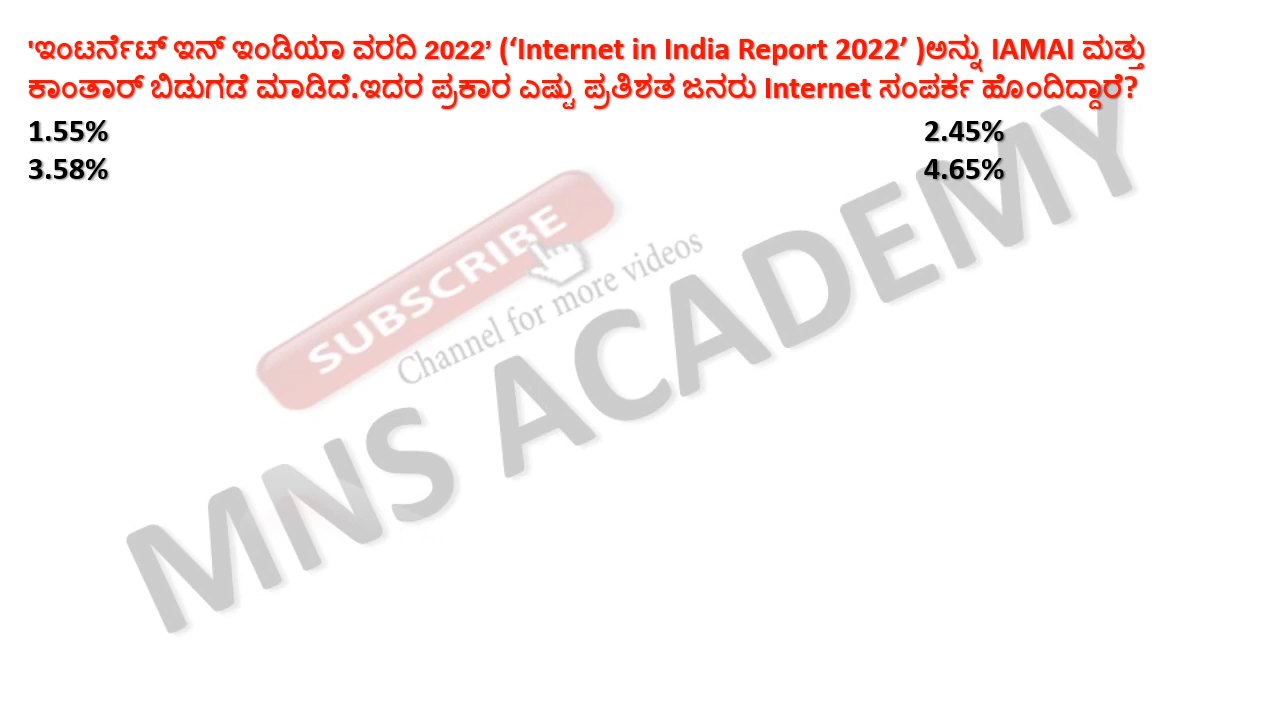 'ಇಂಟರ್ನೆಟ್ ಇನ್ ಇಂಡಿಯಾ ವರದಿ 2022' (‘Internet in India Report 2022’ )ಅನ್ನು IAMAI ಮತ್ತು
ಕಾಂತಾರ್ ಬಿಡುಗಡೆ ಮಾಡಿದೆ.ಇದರ ಪ್ರಕಾರ ಎಷ್ಟು ಪ್ರತಿಶತ ಜನರು Internet ಸಂಪರ್ಕ ಹೊಂದಿದ್ದಾರೆ?
1.55% 2.45%
3.58% 4.65%
SUBSCRIBE
Channel for more videos
MNS ACADEMY